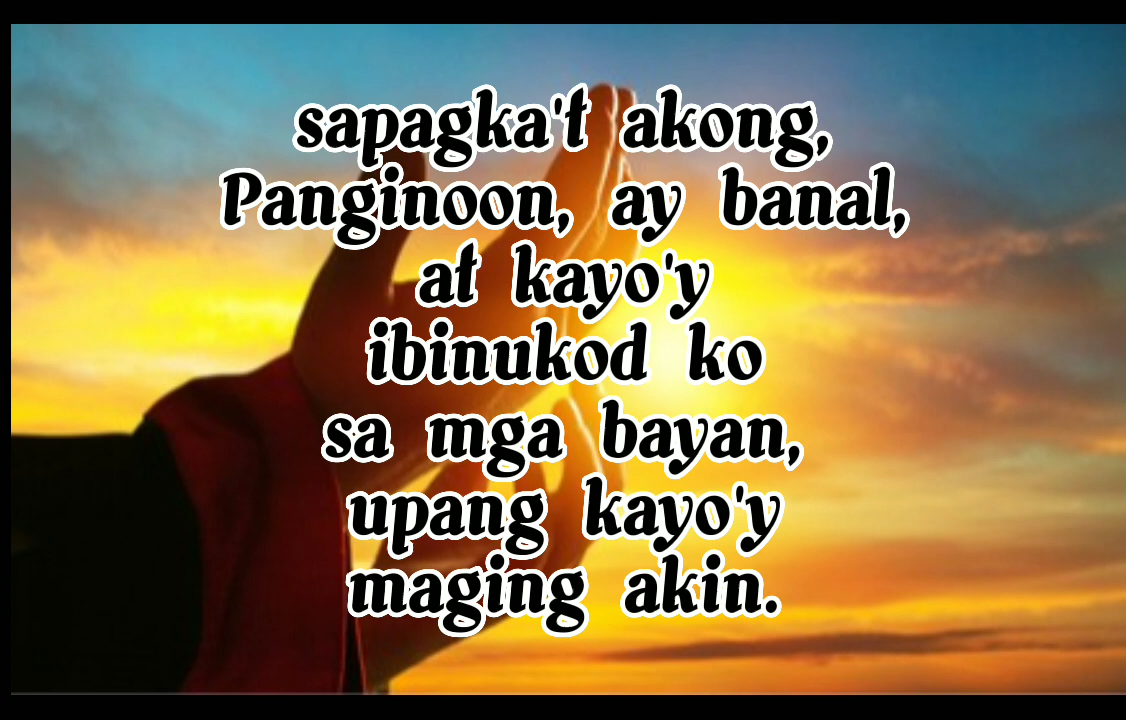 sapagka't akong,
Panginoon, ay banal,
at kayo'y
ibinukod ko
sa mga bayan,
upang kayo'y
maging akin.